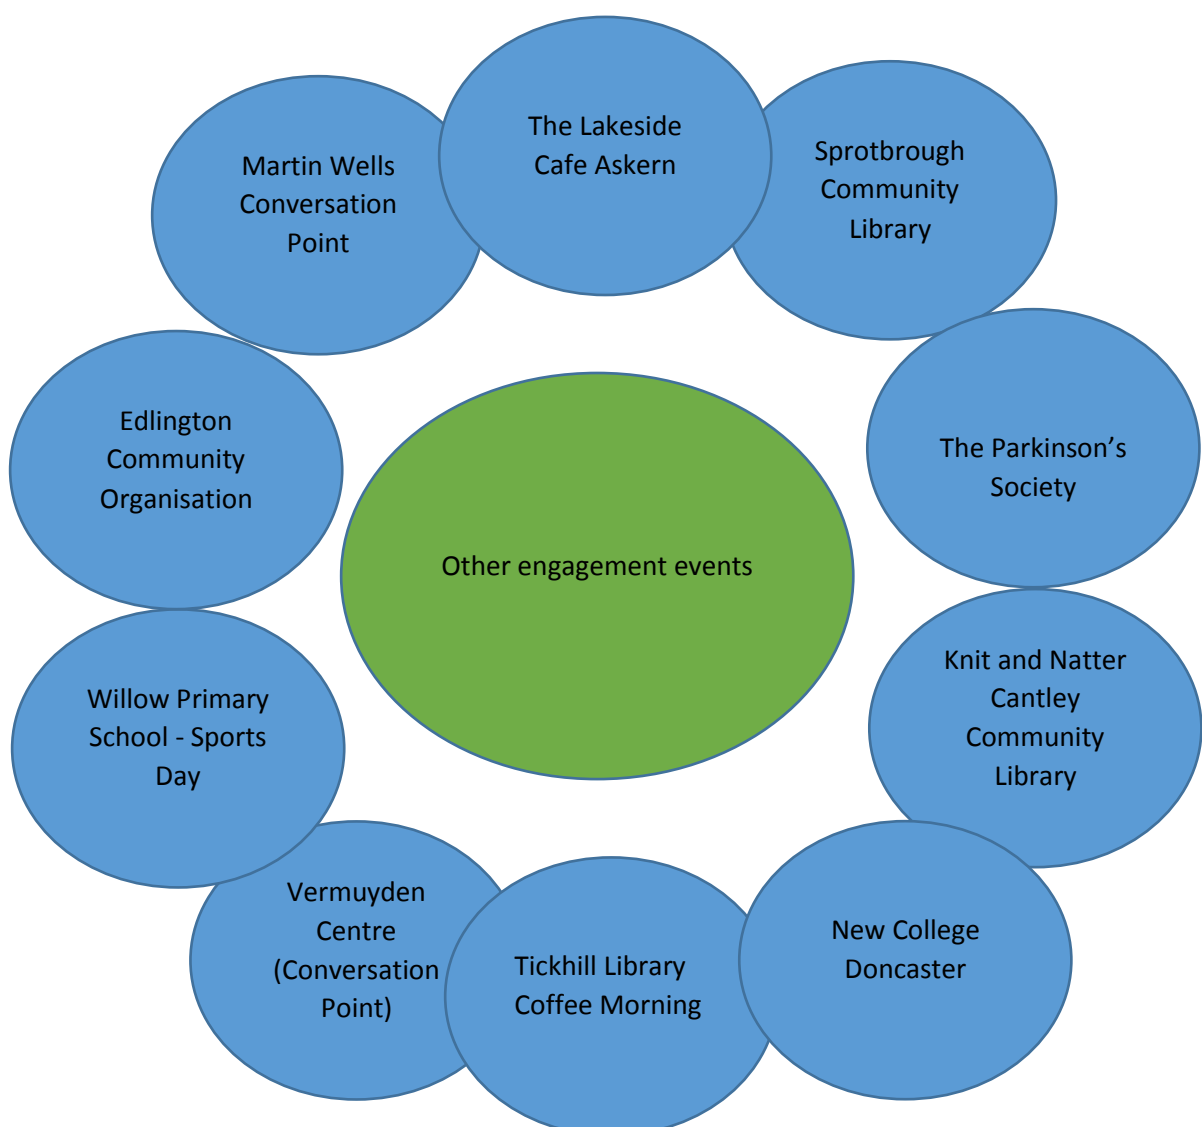 The Lakeside
Cafe Askern
Sprotbrough
Community
Library
Martin Wells
Conversation
Point
The Parkinson’s
Society
Edlington
Community
Organisation
Other engagement events
Knit and Natter
Cantley
Community
Library
Willow Primary
School - Sports
Day
New College
Doncaster
Vermuyden
Centre
(Conversation
Point)
Tickhill Library
Coffee Morning